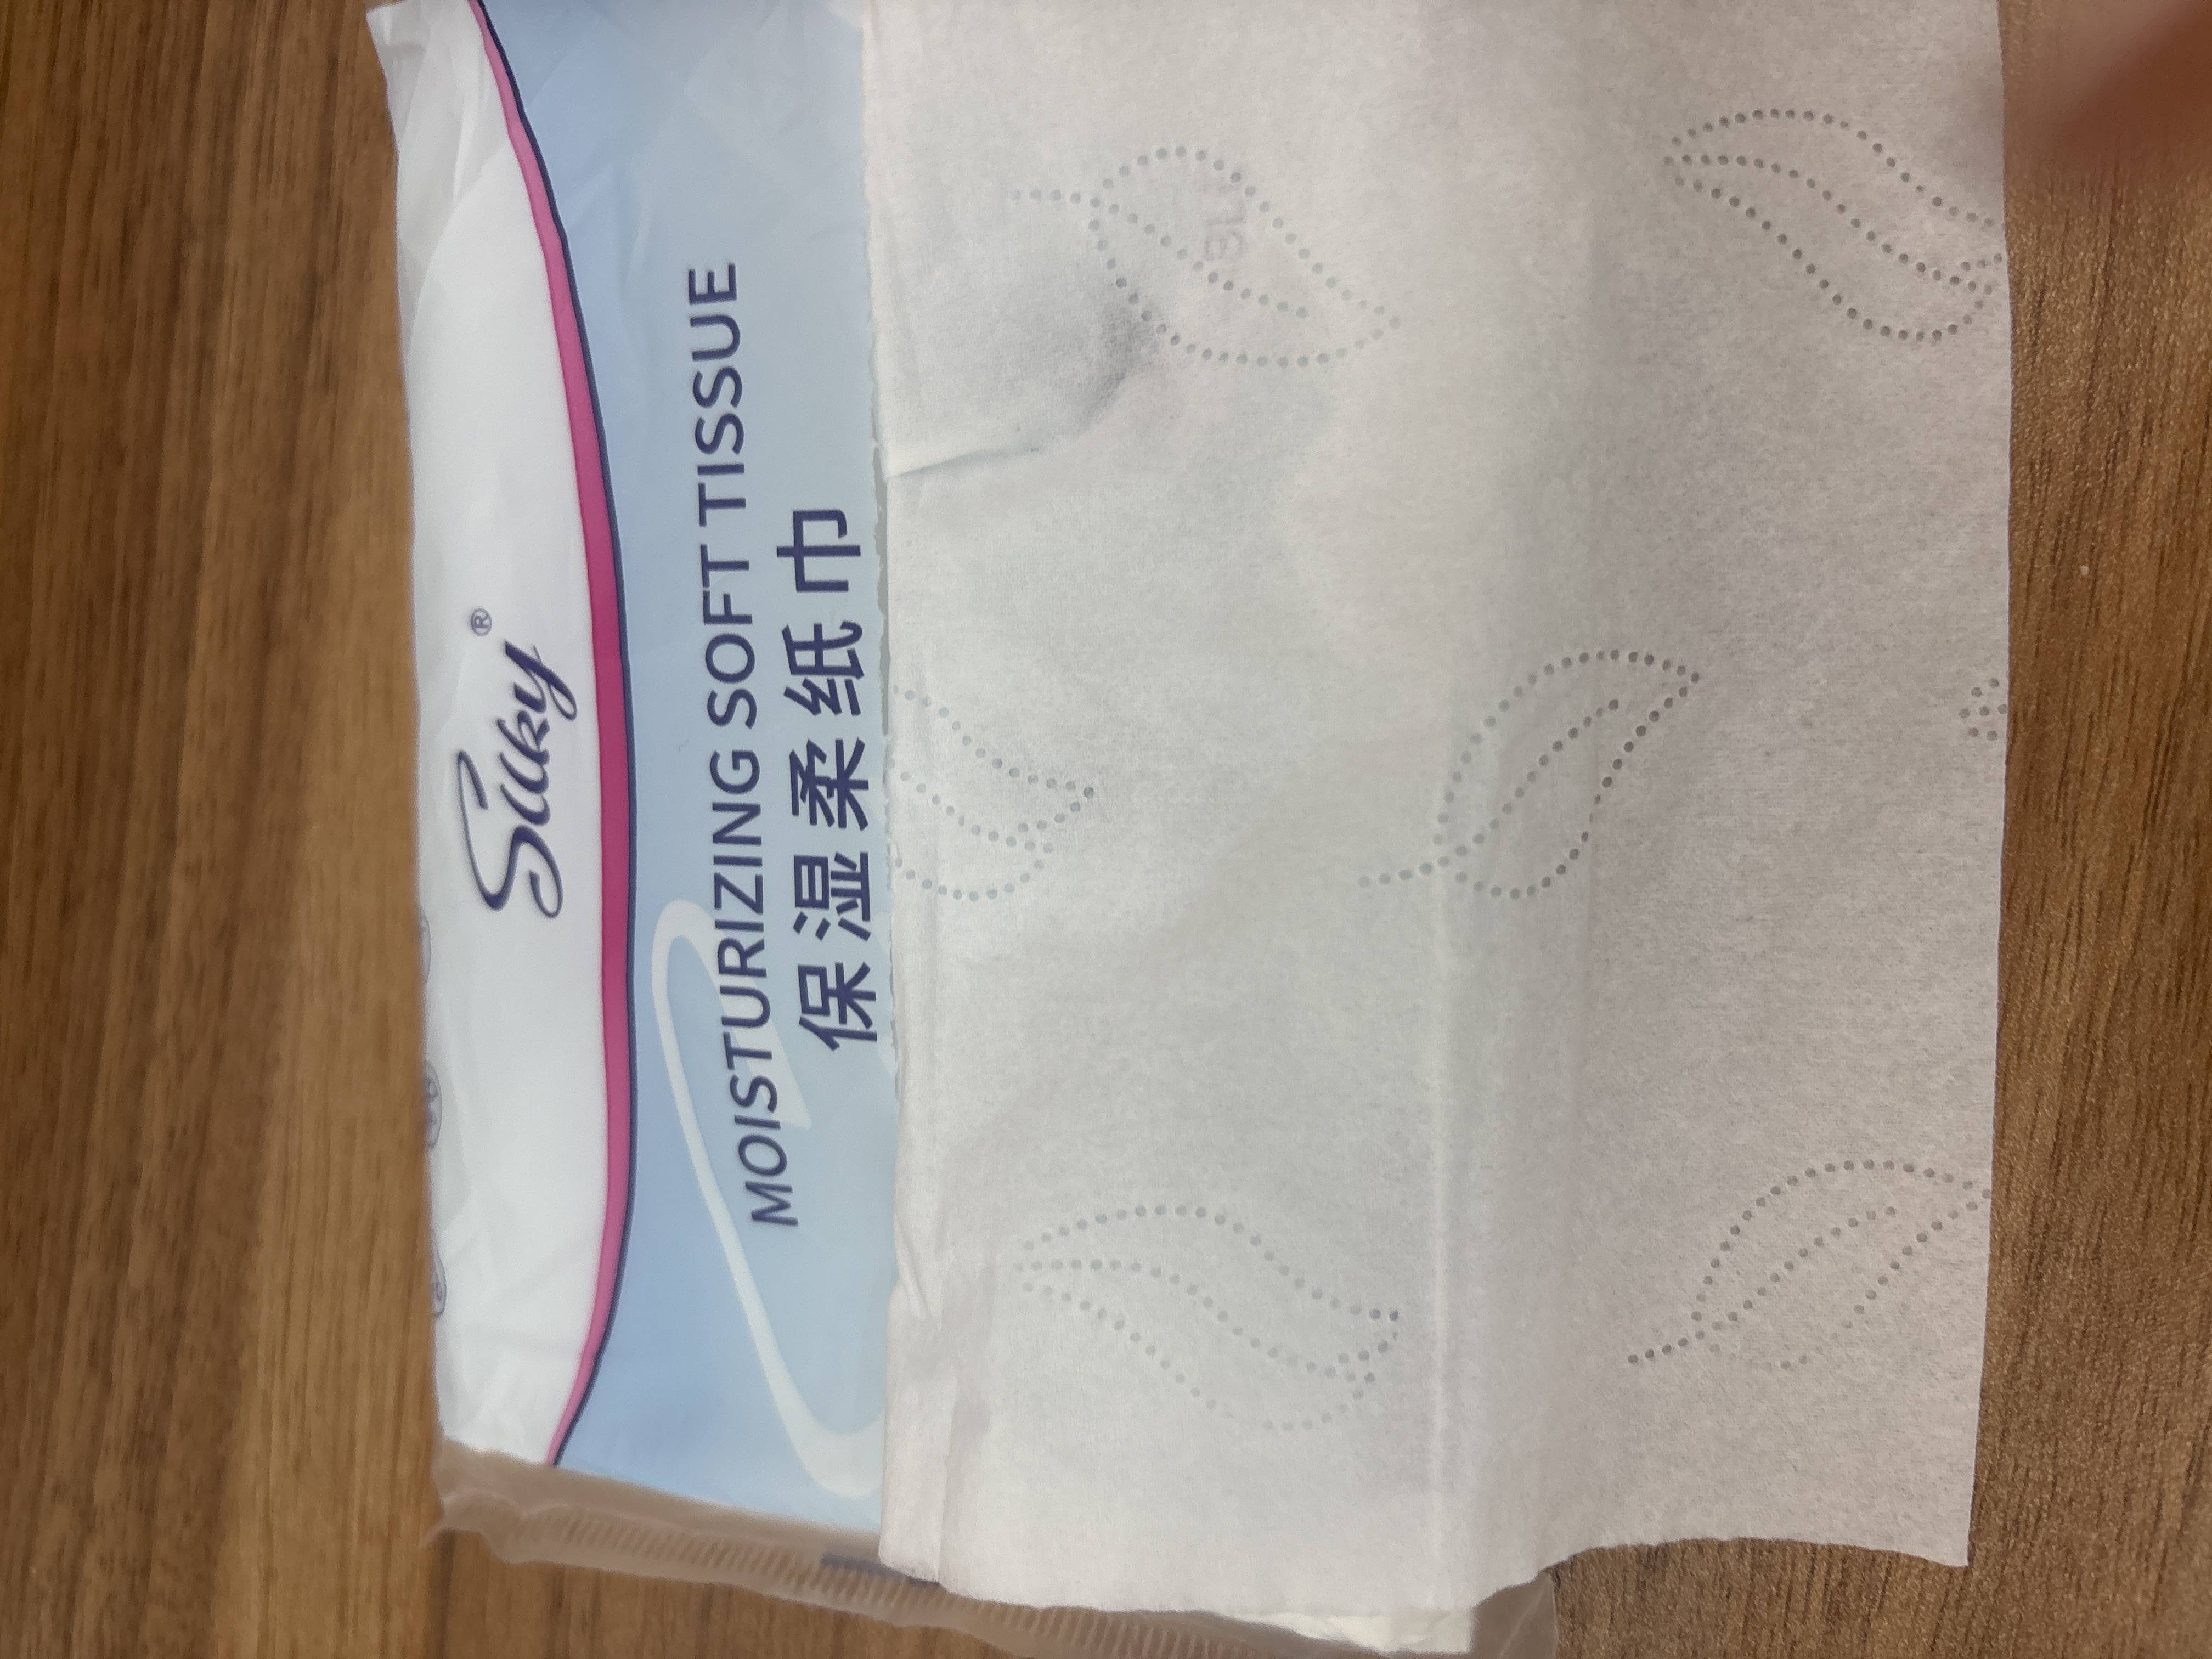 Silky®
MOISTURIZING SOFT TISSUE
保湿柔纸巾